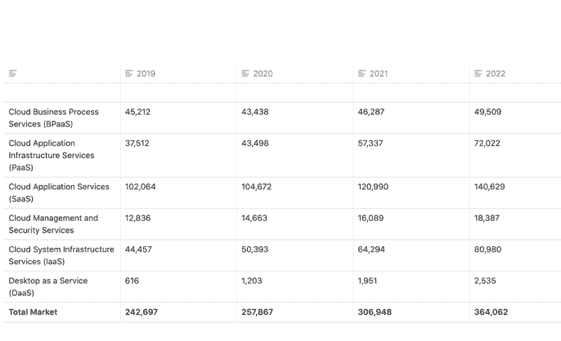 2019 2020 2021 2022
Cloud Business Process 45,212 43,438 46,287 49,509
Services (BPaaS)
Cloud Application 37,512 43,498 57,337 72,022
Infrastructure Services
(PaaS)
Cloud Application Services 102,064 104,672 120,990 140,629
(SaaS)
Cloud Management and 12,836 14,663 16,089 18,387
Security Services
Cloud System Infrastructure 44,457 50,393 64,294 80,980
Services (IaaS)
Desktop as a Service 616 1,203 1,951 2,535
(DaaS)
Total Market 242,697 257,867 306,948 364,062